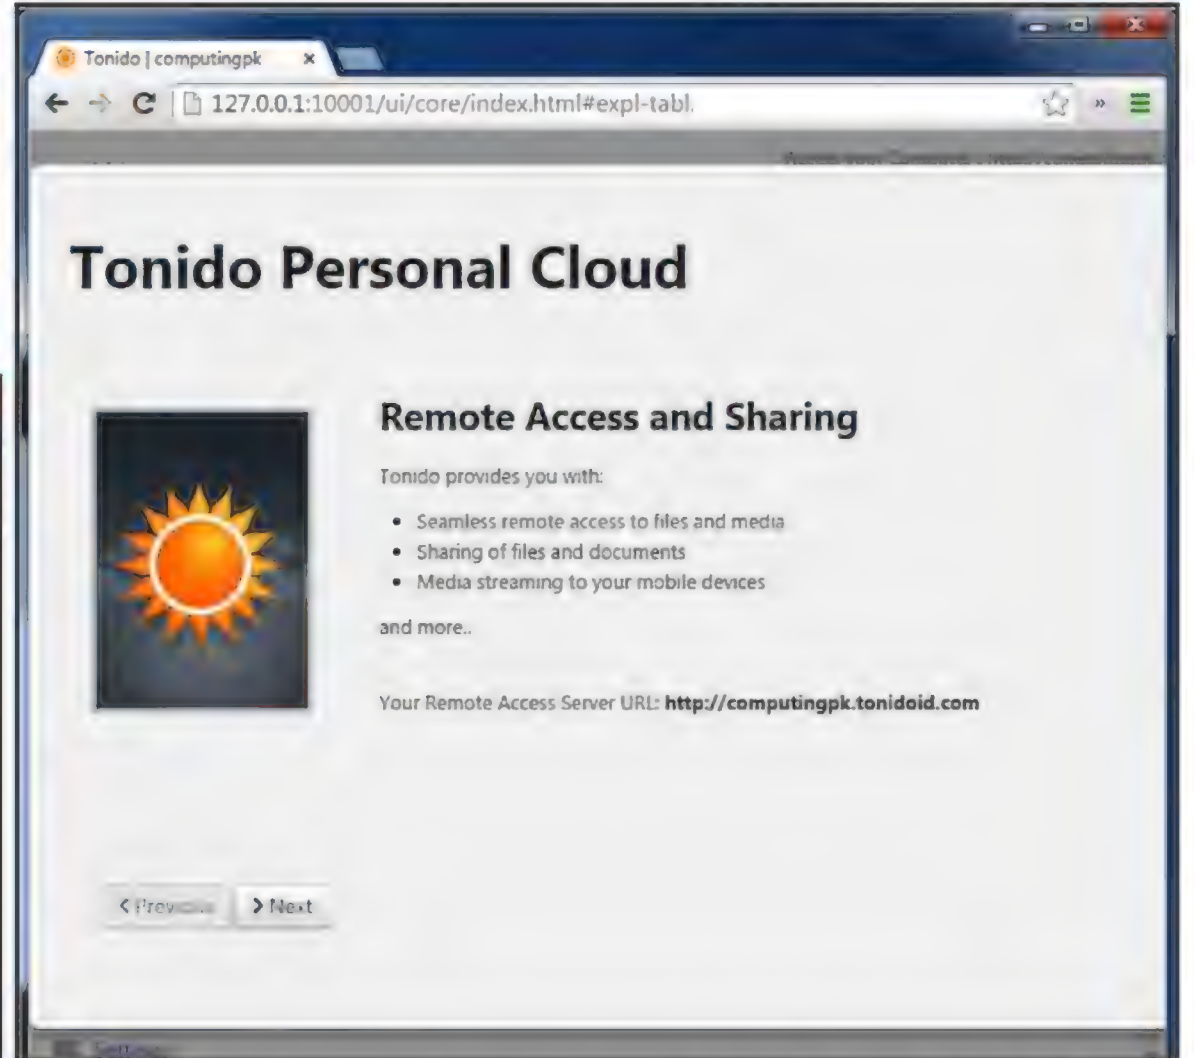 Tonido | computingpk
127.0.0.1:10001/ui/core/index.html#expl-tabl.
Tonido Personal Cloud
Remote Access and Sharing
Tonido provides you with:
• Seamless remote access to files and media
• Sharing of files and documents
• Media streaming to your mobile devices
and more..
Your Remote Access Server URL: http://computingpk.tonidoid.com
Previous Next